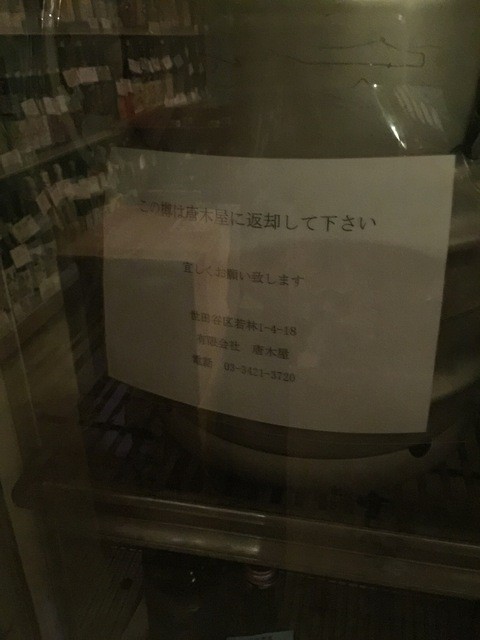 この樽は唐木屋に返却して下さい
宜しくお願い致します
世田谷区若林1-4-18
有限会社 唐木屋
電話 03-3421-3720